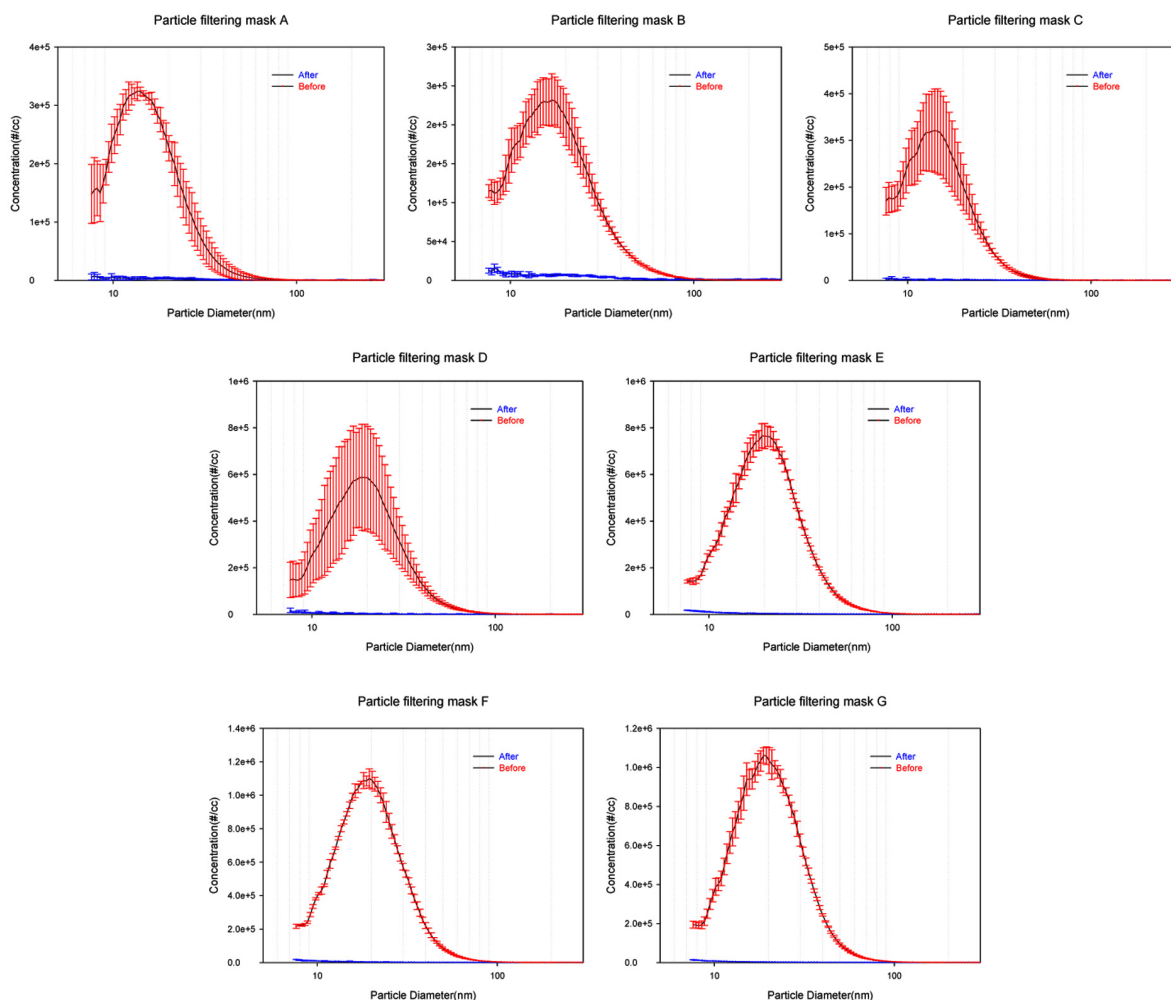 Particle filtering mask A
4e+5
3e+5
2e+5
1e+5
0
Concentration(#/cc)
After
Before
10
100
Particle Diameter(nm)
Particle filtering mask B
3e+5
3e+5
2e+5
2e+5
1e+5
5e+4
0
Concentration(#/cc)
After
Before
10
100
Particle Diameter(nm)
Particle filtering mask C
5e+5
4e+5
3e+5
2e+5
1e+5
0
Concentration(#/cc)
After
Before
10
100
Particle Diameter(nm)
Particle filtering mask D
1e+6
8e+5
6e+5
4e+5
2e+5
0
Concentration(#/cc)
After
Before
10
100
Particle Diameter(nm)
Particle filtering mask E
1e+6
8e+5
6e+5
4e+5
2e+5
0
Concentration(#/cc)
After
Before
10
100
Particle Diameter(nm)
Particle filtering mask F
1.4e+6
1.2e+6
1.0e+6
8.0e+5
6.0e+5
4.0e+5
2.0e+5
0.0
Concentration(#/cc)
After
Before
10
100
Particle Diameter(nm)
Particle filtering mask G
1.2e+6
1.0e+6
8.0e+5
6.0e+5
4.0e+5
2.0e+5
0.0
Concentration(#/cc)
After
Before
10
100
Particle Diameter(nm)